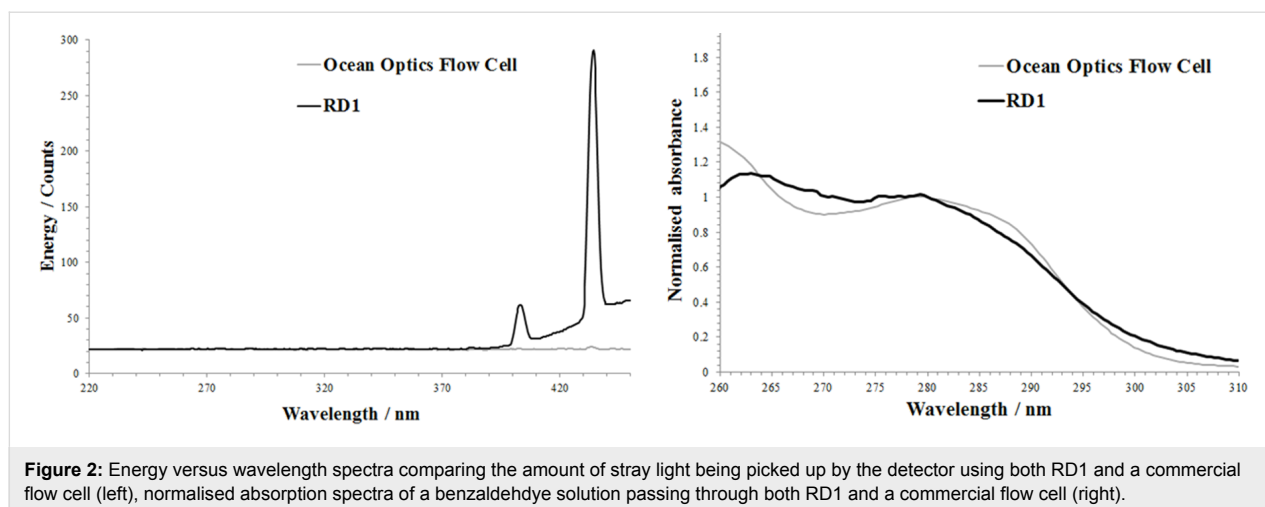 300
250
200
150
100
50
0
Energy / Counts
Ocean Optics Flow Cell
RD1
220 270 320 370 420
Wavelength / nm
1.8
1.6
1.4
1.2
1
0.8
0.6
0.4
0.2
0
Normalised absorbance
Ocean Optics Flow Cell
RD1
260 265 270 275 280 285 290 295 300 305 310
Wavelength / nm
Figure 2: Energy versus wavelength spectra comparing the amount of stray light being picked up by the detector using both RD1 and a commercial
flow cell (left), normalised absorption spectra of a benzaldehdye solution passing through both RD1 and a commercial flow cell (right).